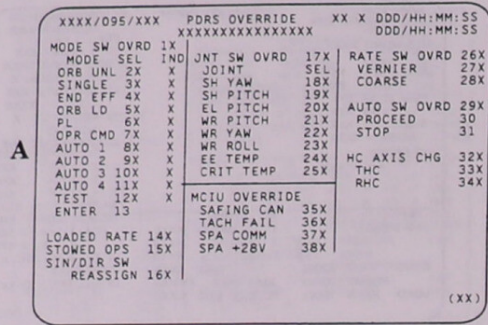 XXXX/095/XXX PDRS OVERRIDE XX X DDD/HH:MM:SS
XXXXXXXXXXXXXXXX DDD/HH:MM:SS
MODE SW OVRD 1X
MODE SEL IND
ORB UNL 2X X
SINGLE 3X X
END EFF 4X X
ORB LD 5X X
PL 6X X
OPR CMD 7X X
AUTO 1 8X X
AUTO 2 9X X
AUTO 3 10X X
AUTO 4 11X X
TEST 12X X
ENTER 13
LOADED RATE 14X
STOWED OPS 15X
SIN/DIR SW
REASSIGN 16X
JNT SW OVRD 17X
JOINT SEL
SH YAW 18X
SH PITCH 19X
EL PITCH 20X
WR PITCH 21X
WR YAW 22X
WR ROLL 23X
EE TEMP 24X
CRIT TEMP 25X
MCIU OVERRIDE
SAFING CAN 35X
TACH FAIL 36X
SPA COMM 37X
SPA +28V 38X
RATE SW OVRD 26X
VERNIER 27X
COARSE 28X
AUTO SW OVRD 29X
PROCEED 30
STOP 31
HC AXIS CHG 32X
THC 33X
RHC 34X
(XX)
A